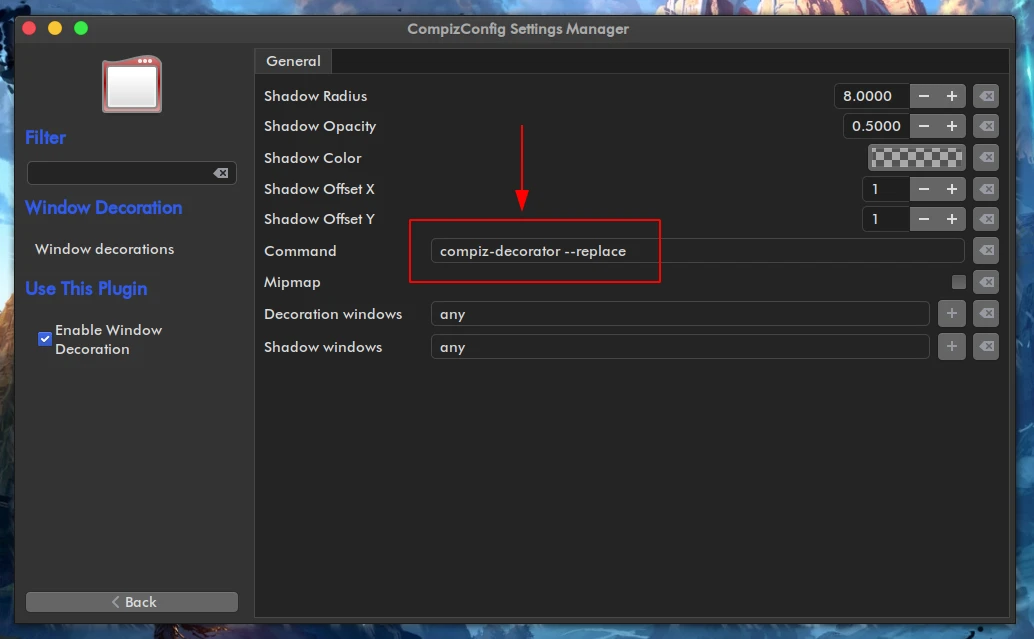 CompizConfig Settings Manager
Filter
Window Decoration
Window decorations
Use This Plugin
Enable Window
Decoration
Back
General
Shadow Radius 8.0000
Shadow Opacity 0.5000
Shadow Color
Shadow Offset X 1
Shadow Offset Y 1
Command compiz-decorator --replace
Mipmap
Decoration windows any
Shadow windows any